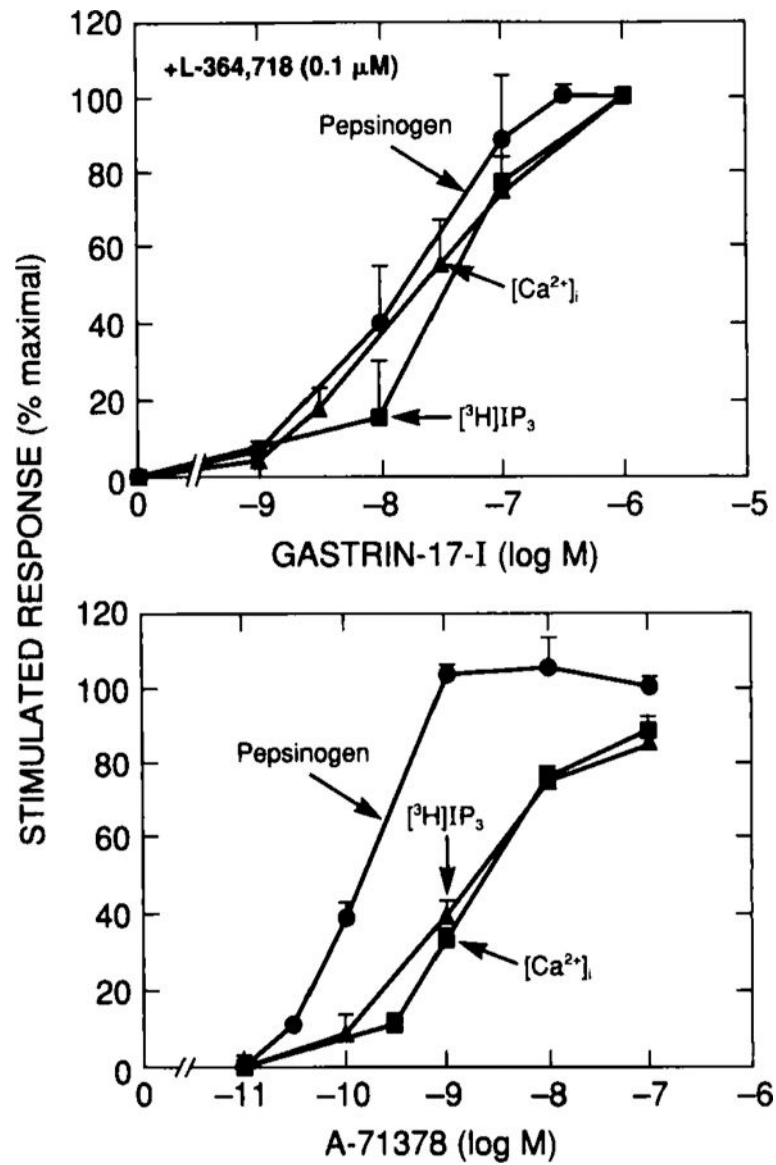 STIMULATED RESPONSE (% maximal)
120
100
80
60
40
20
0
+L-364,718 (0.1 µM)
Pepsinogen
[Ca²⁺]ᵢ
[³H]IP₃
0 −9 −8 −7 −6 −5
GASTRIN-17-I (log M)
120
100
80
60
40
20
0
Pepsinogen
[³H]IP₃
[Ca²⁺]ᵢ
0 −11 −10 −9 −8 −7 −6
A-71378 (log M)